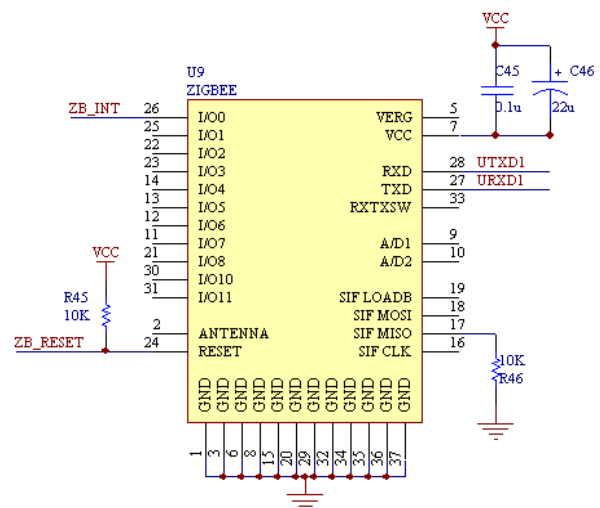 VCC
U9
ZIGBEE
C45
C46
+
0.1u
22u
ZB_INT
26 I/O0 VERG 5
25 I/O1 VCC 7
22 I/O2
23 I/O3 RXD 28 UTXD1
14 I/O4 TXD 27 URXD1
13 I/O5 RXTXSW 33
12 I/O6
11 I/O7 A/D1 9
21 I/O8 A/D2 10
30 I/O10
31 I/O11 SIF LOADB 19
SIF MOSI 18
2 ANTENNA SIF MISO 17
24 RESET SIF CLK 16
VCC
R45
10K
ZB_RESET
10K
R46
GND GND GND GND GND GND GND GND GND GND GND GND
1 3 6 8 15 20 29 32 34 35 36 37